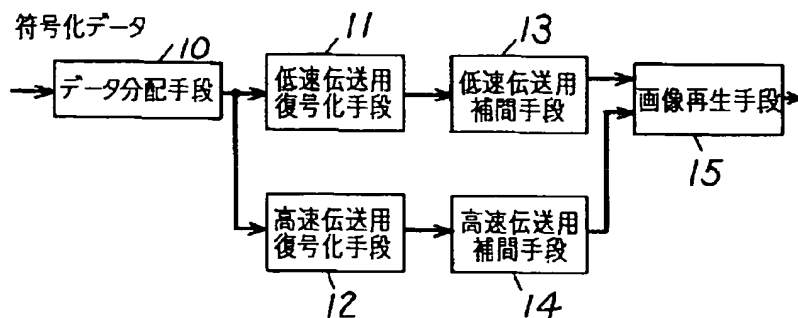 符号化データ
10
データ分配手段
11
低速伝送用
復号化手段
13
低速伝送用
補間手段
画像再生手段
15
高速伝送用
復号化手段
12
高速伝送用
補間手段
14